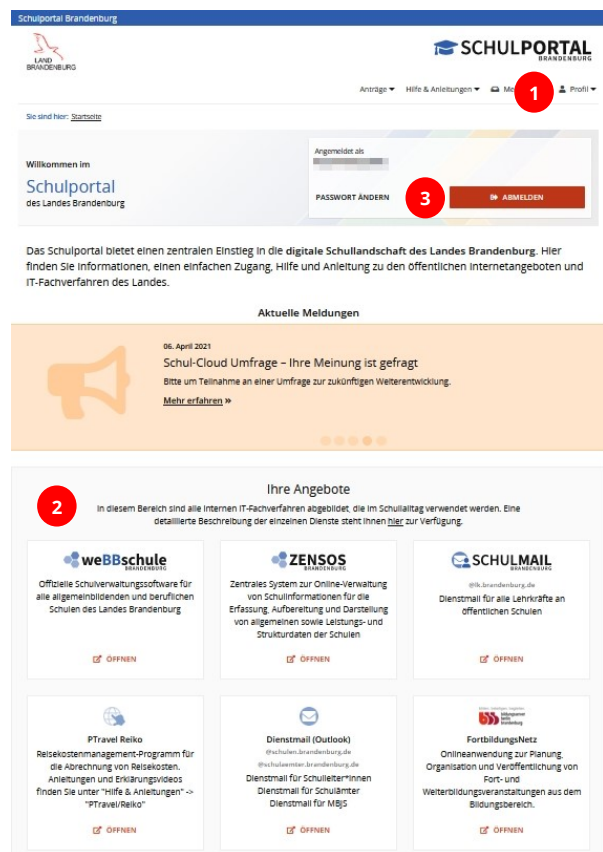 Schulportal Brandenburg
LAND
BRANDENBURG
SCHULPORTAL
BRANDENBURG
Anträge Hilfe & Anleitungen 1 Profil
Sie sind hier: Startseite
Willkommen im
Schulportal
des Landes Brandenburg
Angemeldet als
PASSWORT ÄNDERN 3 ABMELDEN
Das Schulportal bietet einen zentralen Einstieg in die digitale Schullandschaft des Landes Brandenburg. Hier
finden Sie Informationen, einen einfachen Zugang, Hilfe und Anleitung zu den öffentlichen Internetangeboten und
IT-Fachverfahren des Landes.
Aktuelle Meldungen
06. April 2021
Schul-Cloud Umfrage – Ihre Meinung ist gefragt
Bitte um Teilnahme an einer Umfrage zur zukünftigen Weiterentwicklung.
Mehr erfahren »
Ihre Angebote
2
In diesem Bereich sind alle internen IT-Fachverfahren abgebildet, die im Schulalltag verwendet werden. Eine
detaillierte Beschreibung der einzelnen Dienste steht Ihnen hier zur Verfügung.
weBBschule
BRANDENBURG
Offizielle Schulverwaltungssoftware für
alle allgemeinbildenden und beruflichen
Schulen des Landes Brandenburg
ÖFFNEN
ZENSOS
BRANDENBURG
Zentrales System zur Online-Verwaltung
von Schulinformationen für die
Erfassung, Aufbereitung und Darstellung
von allgemeinen sowie Leistungs- und
Strukturdaten der Schulen
ÖFFNEN
SCHULMAIL
BRANDENBURG
@lk.brandenburg.de
Dienstmail für alle Lehrkräfte an
öffentlichen Schulen
ÖFFNEN
PTravel Reiko
Reisekostenmanagement-Programm für
die Abrechnung von Reisekosten.
Anleitungen und Erklärungsvideos
finden Sie unter "Hilfe & Anleitungen" ->
"PTravel/Reiko"
ÖFFNEN
Dienstmail (Outlook)
@schulen.brandenburg.de
@schulaemter.brandenburg.de
Dienstmail für Schulleiter*innen
Dienstmail für Schulämter
Dienstmail für MBJS
ÖFFNEN
FortbildungsNetz
Onlineanwendung zur Planung,
Organisation und Veröffentlichung von
Fort- und
Weiterbildungsveranstaltungen aus dem
Bildungsbereich.
ÖFFNEN